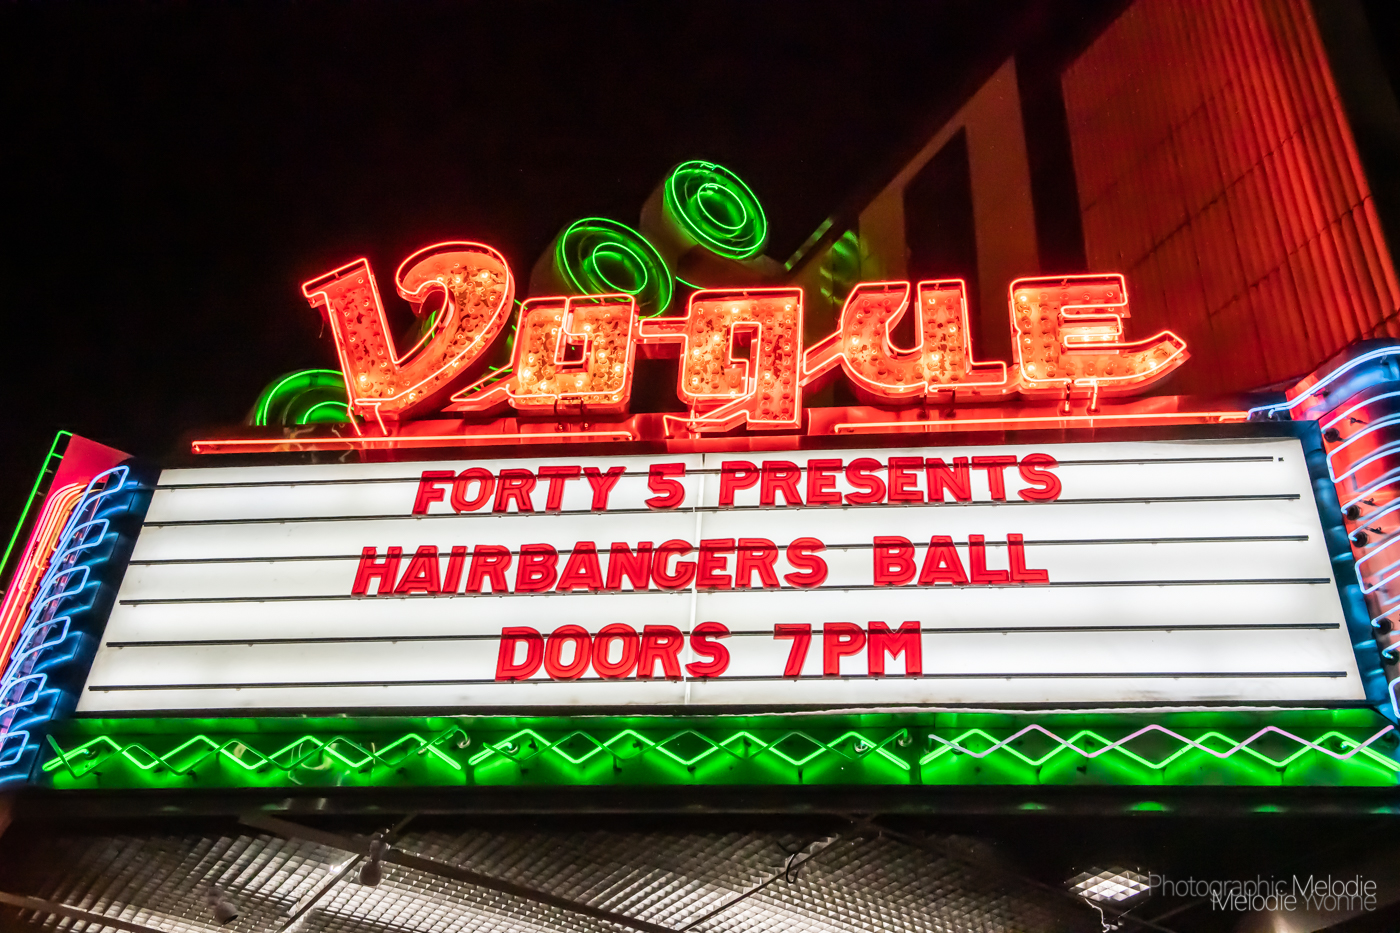 Vogue
FORTY 5 PRESENTS
HAIRBANGERS BALL
DOORS 7PM
Photographic Melodie
Melodie Yvonne